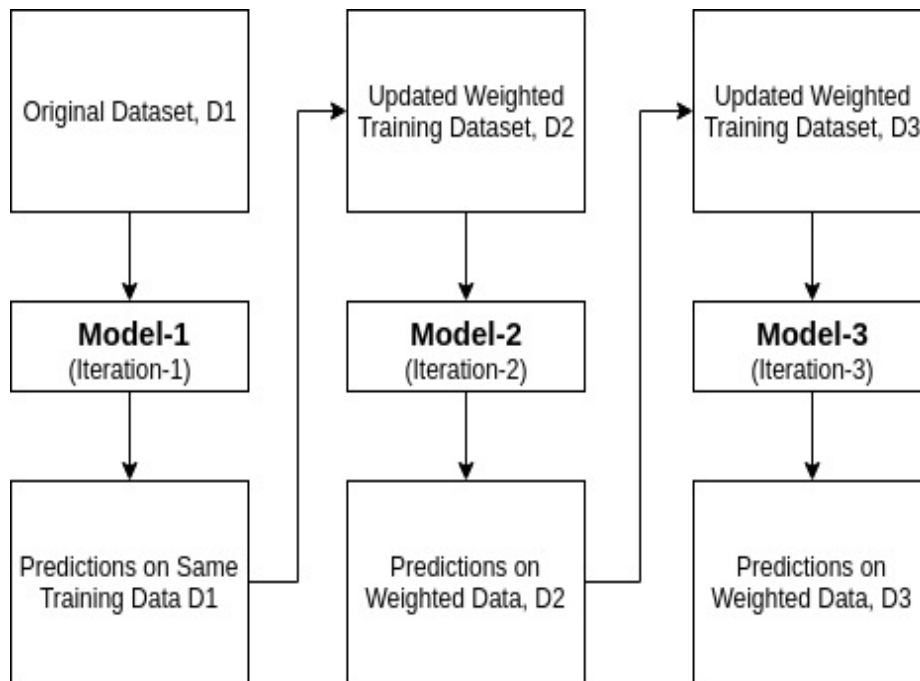 Original Dataset, D1
Updated Weighted
Training Dataset, D2
Updated Weighted
Training Dataset, D3
Model-1
(Iteration-1)
Model-2
(Iteration-2)
Model-3
(Iteration-3)
Predictions on Same
Training Data D1
Predictions on
Weighted Data, D2
Predictions on
Weighted Data, D3